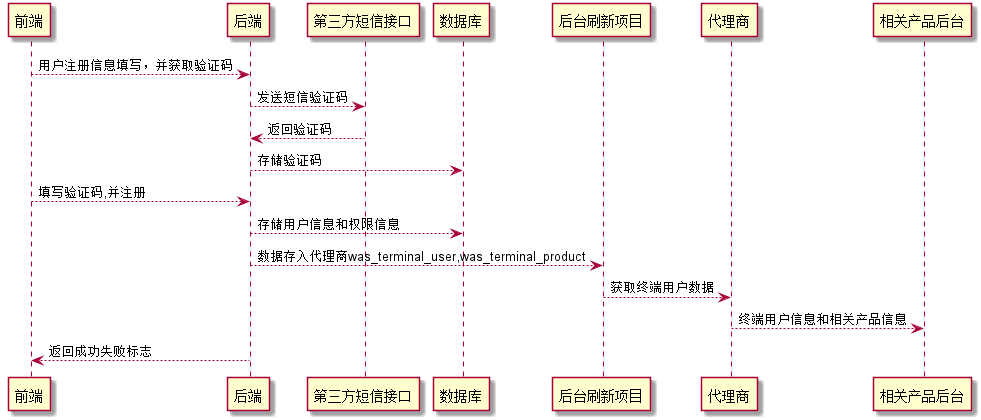 前端 后端 第三方短信接口 数据库 后台刷新项目 代理商 相关产品后台
用户注册信息填写，并获取验证码
发送短信验证码
返回验证码
存储验证码
填写验证码,并注册
存储用户信息和权限信息
数据存入代理商was_terminal_user,was_terminal_product
获取终端用户数据
终端用户信息和相关产品信息
返回成功失败标志
前端 后端 第三方短信接口 数据库 后台刷新项目 代理商 相关产品后台